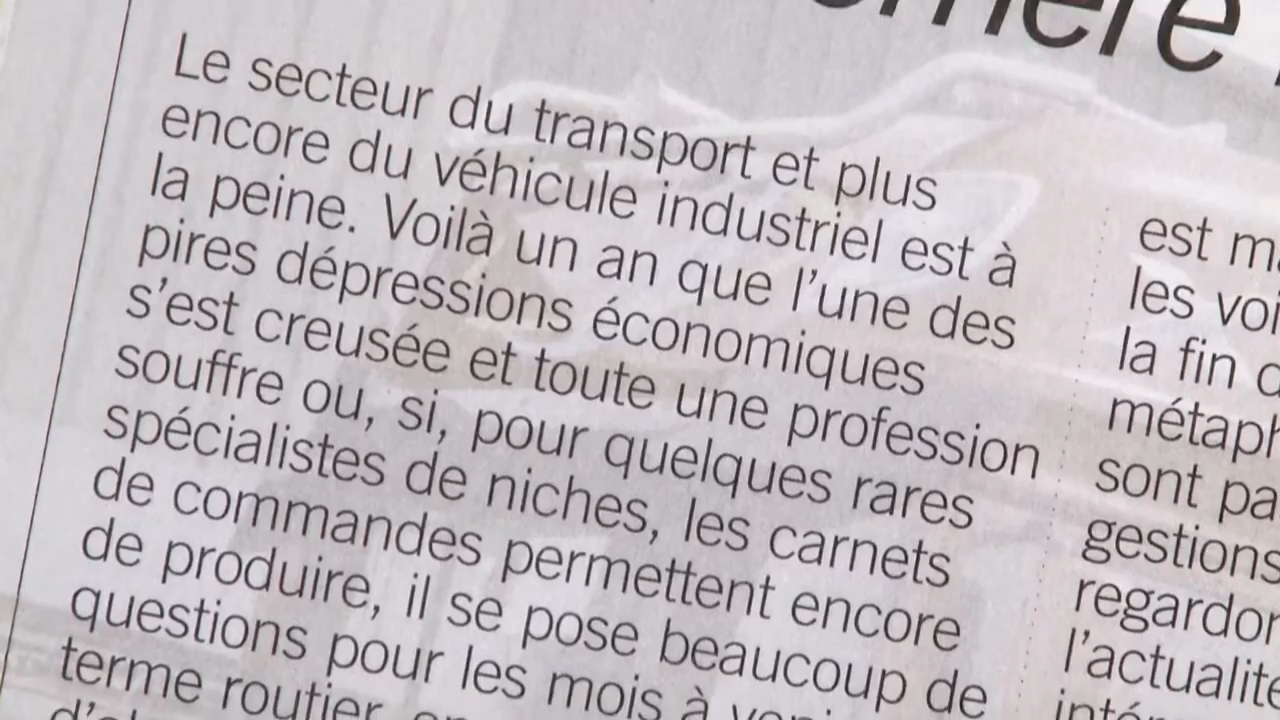 Le secteur du transport et plus
encore du véhicule industriel est à
la peine. Voilà un an que l'une des
pires dépressions économiques
s'est creusée et toute une profession
souffre ou, si, pour quelques rares
spécialistes de niches, les carnets
de commandes permettent encore
de produire, il se pose beaucoup de
questions pour les mois à
terme routier
est
les
la fin
sont
gestions